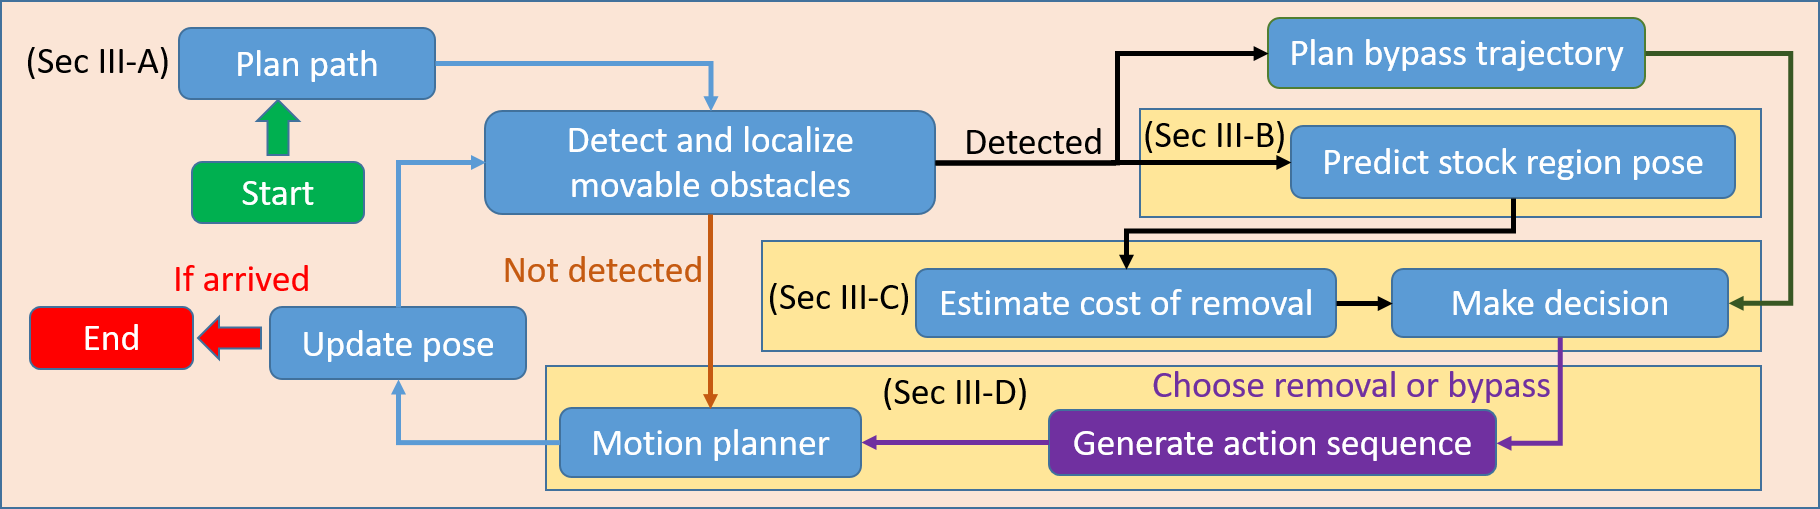 (Sec III-A)
Plan path
Start
Detect and localize
movable obstacles
Detected
Plan bypass trajectory
(Sec III-B)
Predict stock region pose
Not detected
(Sec III-C)
Estimate cost of removal
Make decision
If arrived
End
Update pose
(Sec III-D)
Choose removal or bypass
Motion planner
Generate action sequence